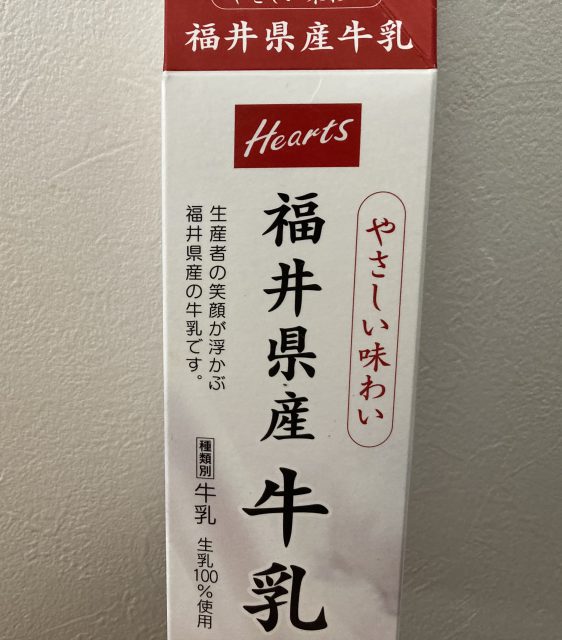 福井県産牛乳
Hearts
やさしい味わい
福井県産牛乳
生産者の笑顔が浮かぶ
福井県産の牛乳です。
種類別 牛乳 生乳100%使用